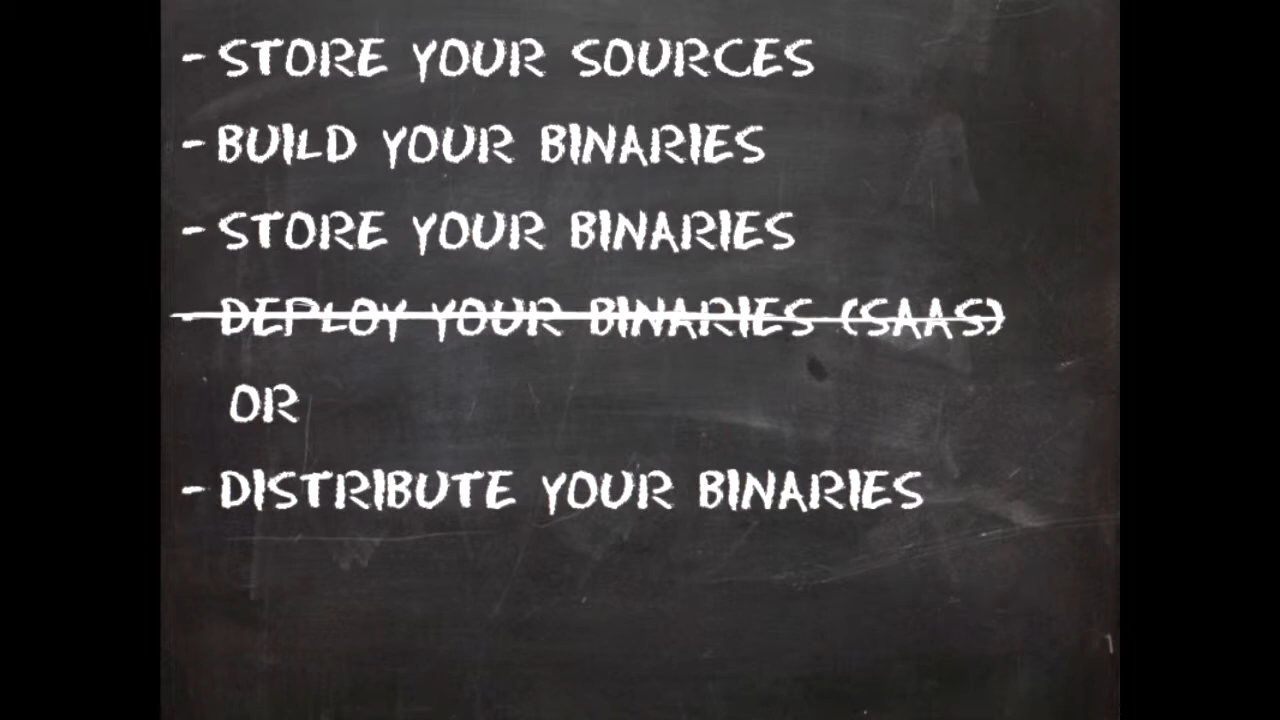 - STORE YOUR SOURCES
- BUILD YOUR BINARIES
- STORE YOUR BINARIES
- DEPLOY YOUR BINARIES (SAAS)
OR
- DISTRIBUTE YOUR BINARIES